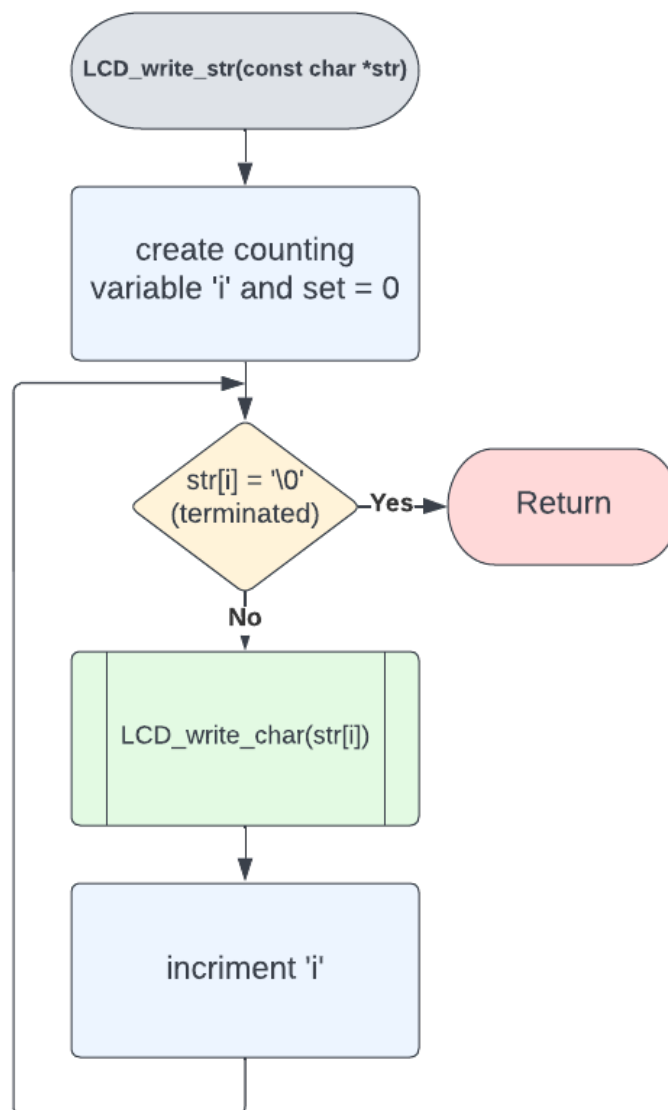 LCD_write_str(const char *str)
create counting
variable 'i' and set = 0
str[i] = '\0'
(terminated)
Yes
Return
No
LCD_write_char(str[i])
incriment 'i'